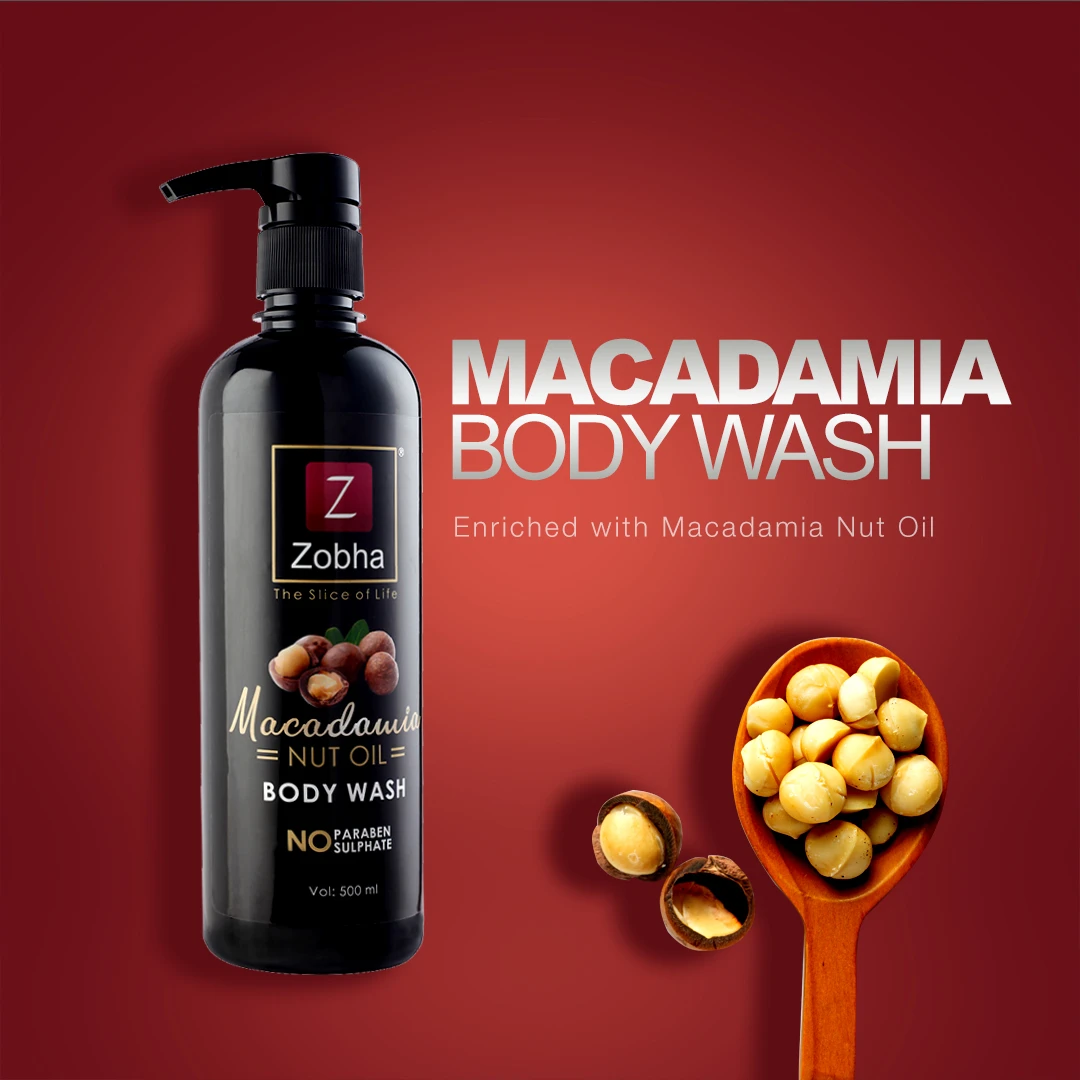 MACADAMIA
BODY WASH
Enriched with Macadamia Nut Oil
Z
®
Zobha
The Slice of Life
Macadamia
= NUT OIL =
BODY WASH
NO PARABEN
SULPHATE
Vol: 500 ml